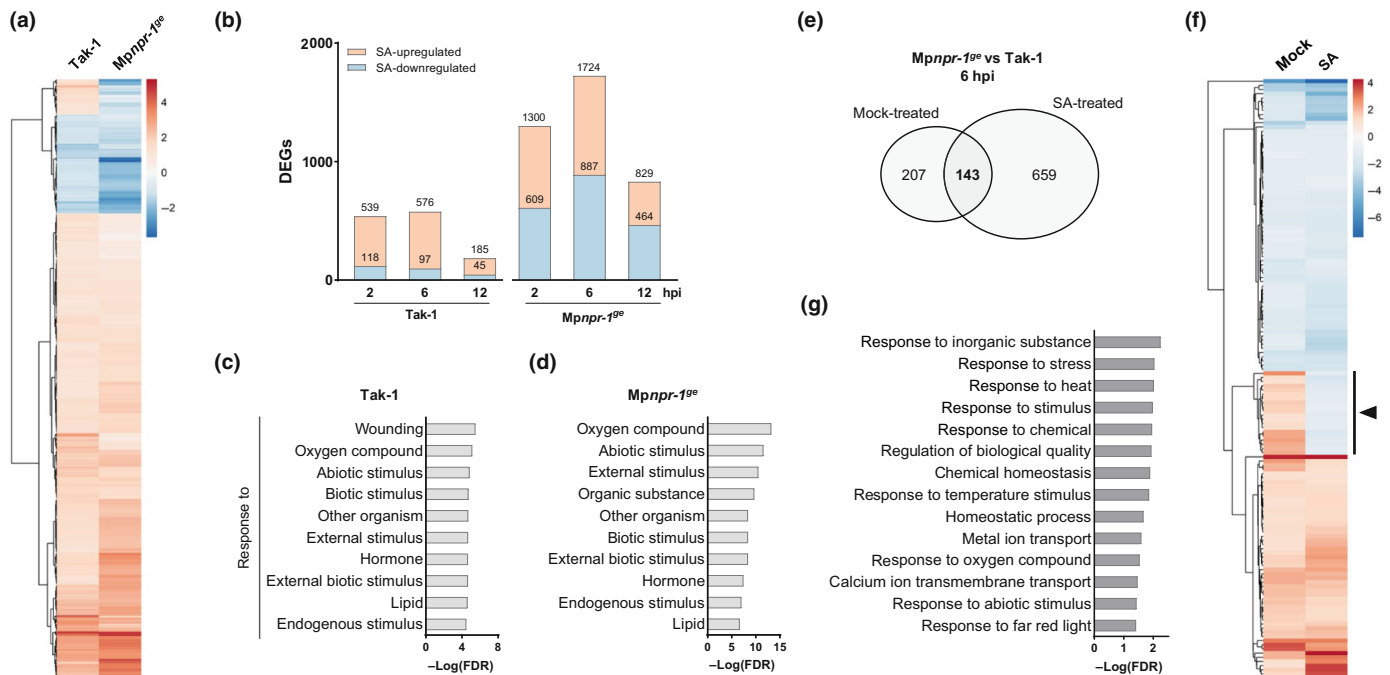 (a)
Tak-1
Mpnpr-1ge
4
2
0
−2
(b)
SA-upregulated
SA-downregulated
DEGs
2000
1000
0
539
118
576
97
185
45
1300
609
1724
887
829
464
2
6
12
2
6
12
hpi
Tak-1
Mpnpr-1ge
(c)
Tak-1
Response to
Wounding
Oxygen compound
Abiotic stimulus
Biotic stimulus
Other organism
External stimulus
Hormone
External biotic stimulus
Lipid
Endogenous stimulus
0
4
8
−Log(FDR)
(d)
Mpnpr-1ge
Oxygen compound
Abiotic stimulus
External stimulus
Organic substance
Other organism
Biotic stimulus
External biotic stimulus
Hormone
Endogenous stimulus
Lipid
0
5
10
15
−Log(FDR)
(e)
Mpnpr-1ge vs Tak-1
6 hpi
Mock-treated
SA-treated
207
143
659
(f)
Mock
SA
4
2
0
−2
−4
−6
(g)
Response to inorganic substance
Response to stress
Response to heat
Response to stimulus
Response to chemical
Regulation of biological quality
Chemical homeostasis
Response to temperature stimulus
Homeostatic process
Metal ion transport
Response to oxygen compound
Calcium ion transmembrane transport
Response to abiotic stimulus
Response to far red light
0
1
2
−Log(FDR)